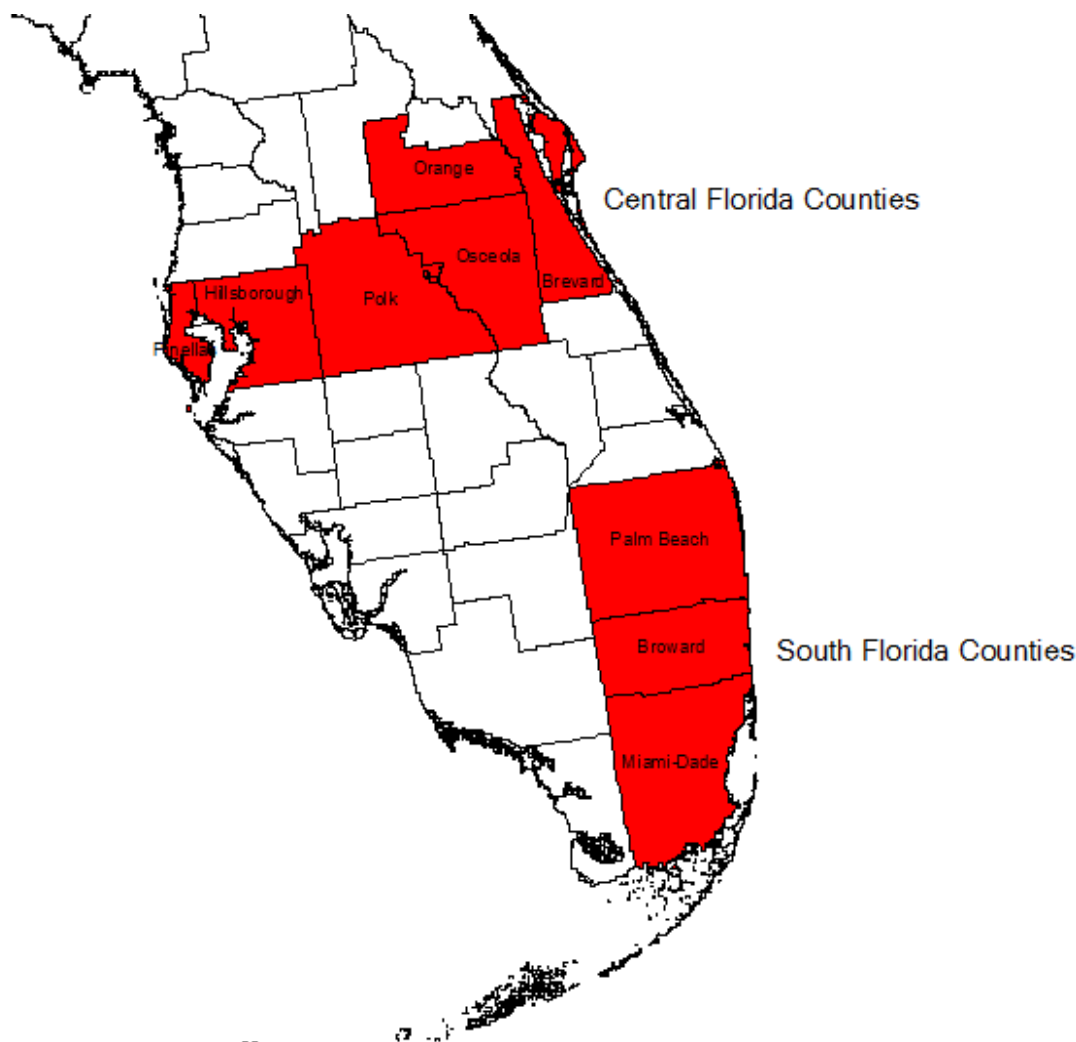 Orange
Central Florida Counties
Osceola
Brevard
Hillsborough
Polk
Pinellas
Palm Beach
Broward
South Florida Counties
Miami-Dade